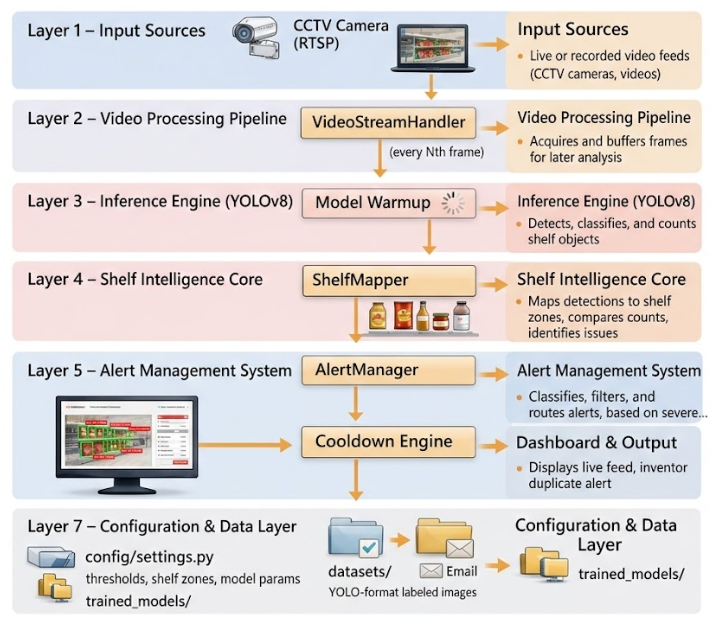 Layer 1 – Input Sources
CCTV Camera
(RTSP)
Input Sources
• Live or recorded video feeds
(CCTV cameras, videos)
Layer 2 – Video Processing Pipeline
VideoStreamHandler
(every Nth frame)
Video Processing Pipeline
• Acquires and buffers frames
for later analysis
Layer 3 – Inference Engine (YOLOv8)
Model Warmup
Inference Engine (YOLOv8)
• Detects, classifies, and counts
shelf objects
Layer 4 – Shelf Intelligence Core
ShelfMapper
Shelf Intelligence Core
• Maps detections to shelf
zones, compares counts,
identifies issues
Layer 5 – Alert Management System
AlertManager
Alert Management System
• Classifies, filters, and
routes alerts, based on severe...
Cooldown Engine
Dashboard & Output
• Displays live feed, inventor
duplicate alert
Layer 7 – Configuration & Data Layer
config/settings.py
thresholds, shelf zones, model params
trained_models/
datasets/
Email
YOLO-format labeled images
Configuration & Data
Layer
trained_models/